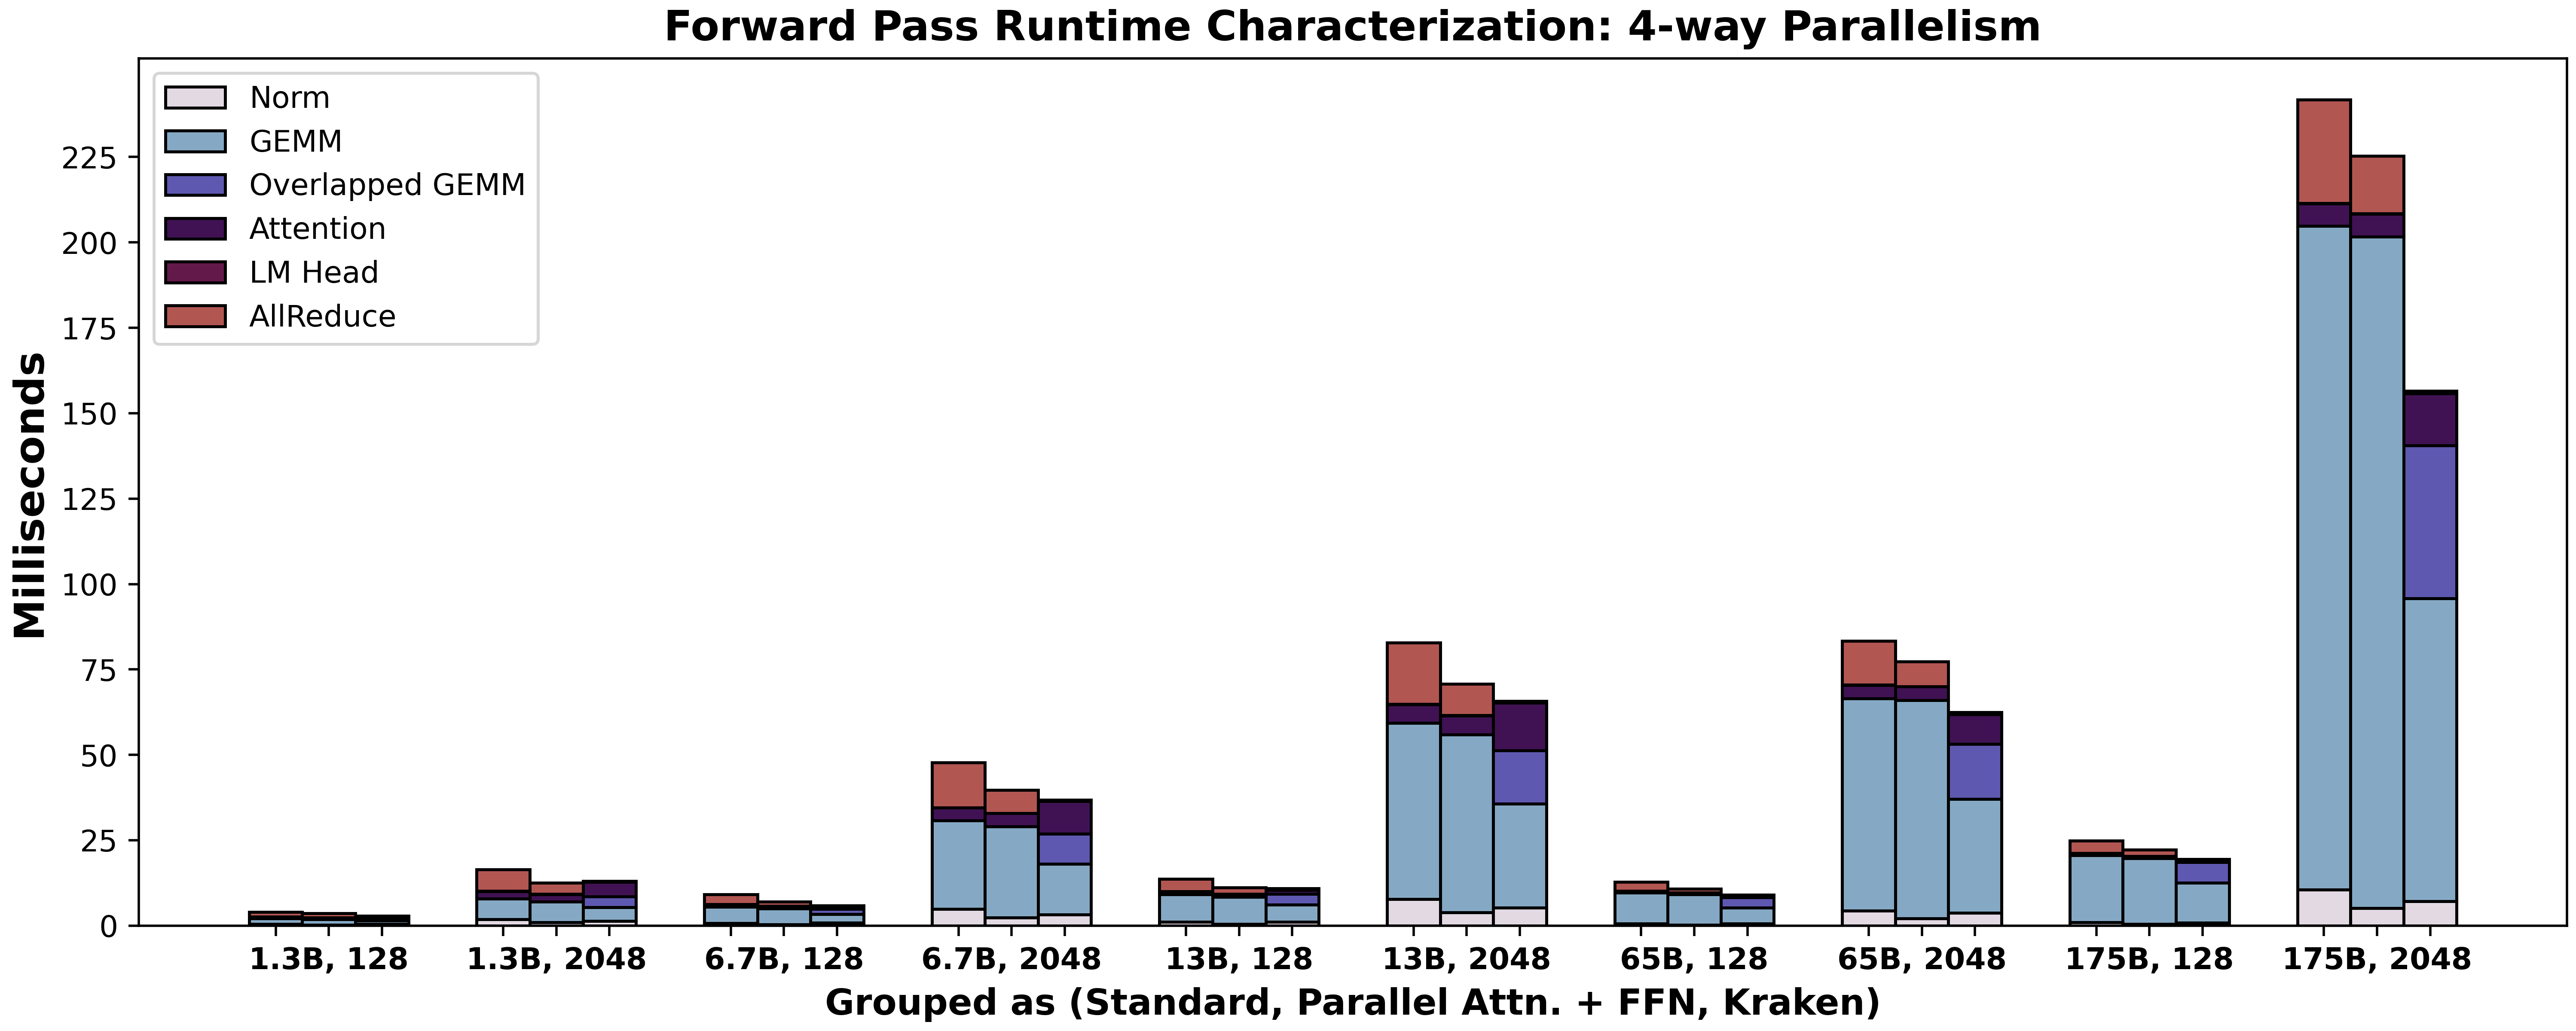 Forward Pass Runtime Characterization: 4-way Parallelism
Norm
GEMM
Overlapped GEMM
Attention
LM Head
AllReduce
Milliseconds
225
200
175
150
125
100
75
50
25
0
1.3B, 128
1.3B, 2048
6.7B, 128
6.7B, 2048
13B, 128
13B, 2048
65B, 128
65B, 2048
175B, 128
175B, 2048
Grouped as (Standard, Parallel Attn. + FFN, Kraken)